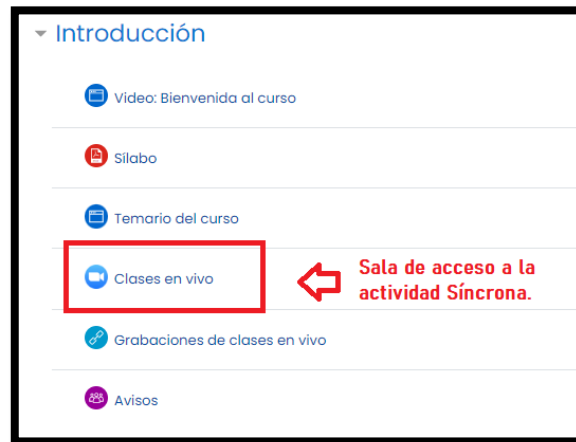 Introducción
Video: Bienvenida al curso
Sílabo
Temario del curso
Clases en vivo
Sala de acceso a la
actividad Síncrona.
Grabaciones de clases en vivo
Avisos